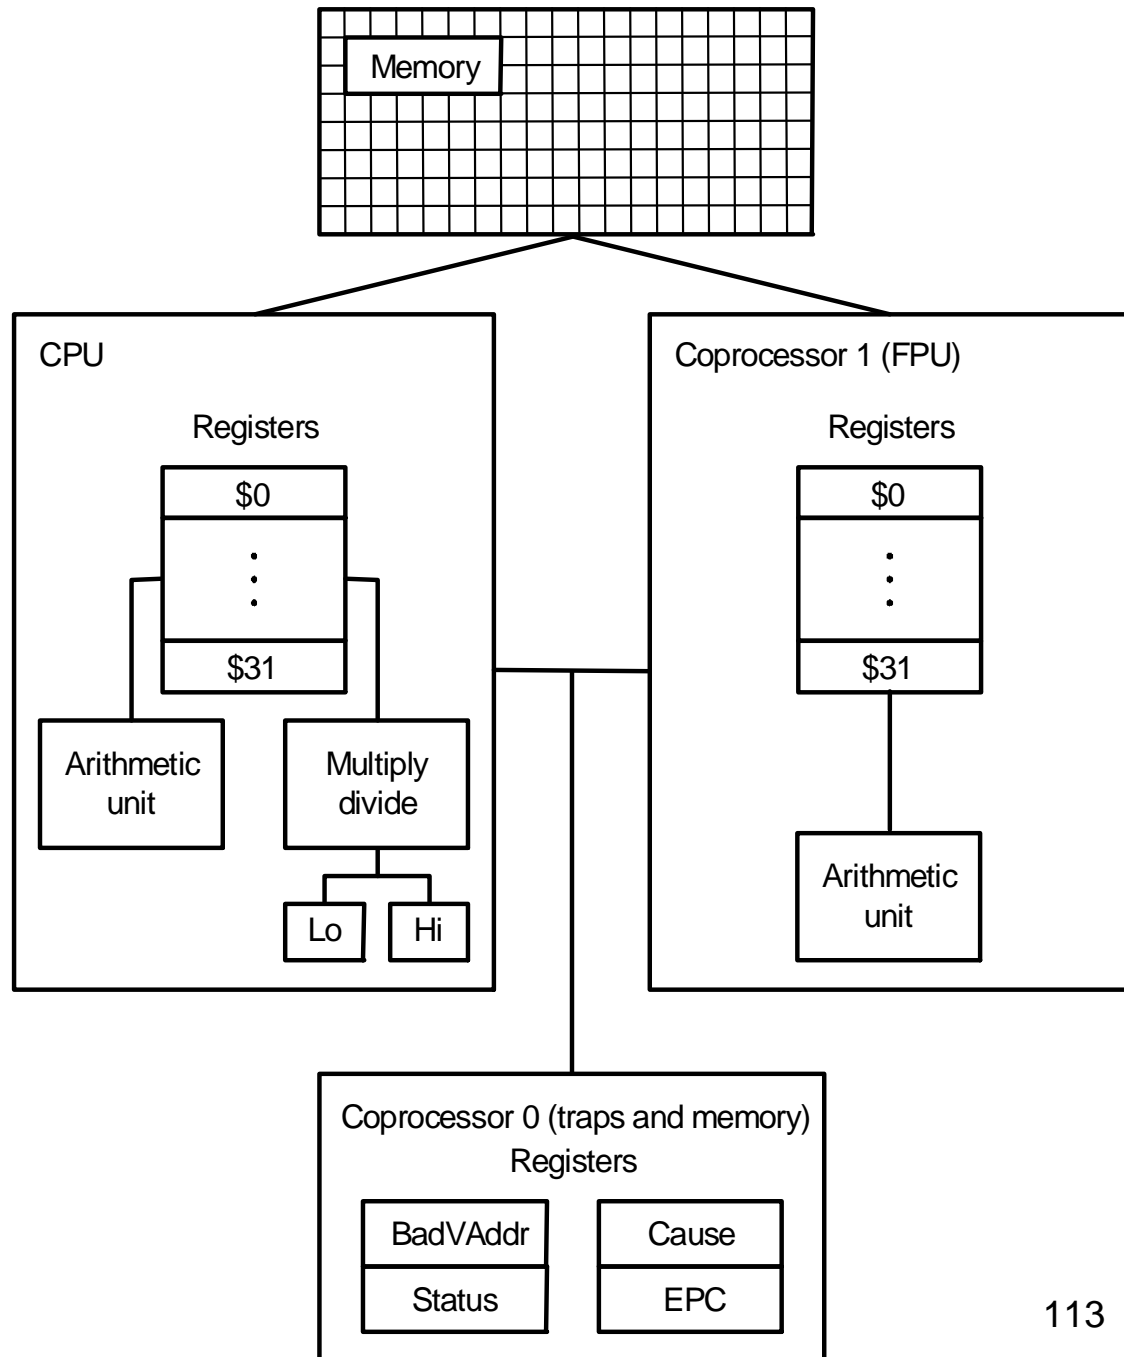 Memory
CPU
Registers
$0
$31
Arithmetic
unit
Multiply
divide
Lo
Hi
Coprocessor 1 (FPU)
Registers
$0
$31
Arithmetic
unit
Coprocessor 0 (traps and memory)
Registers
BadVAddr
Cause
Status
EPC
113